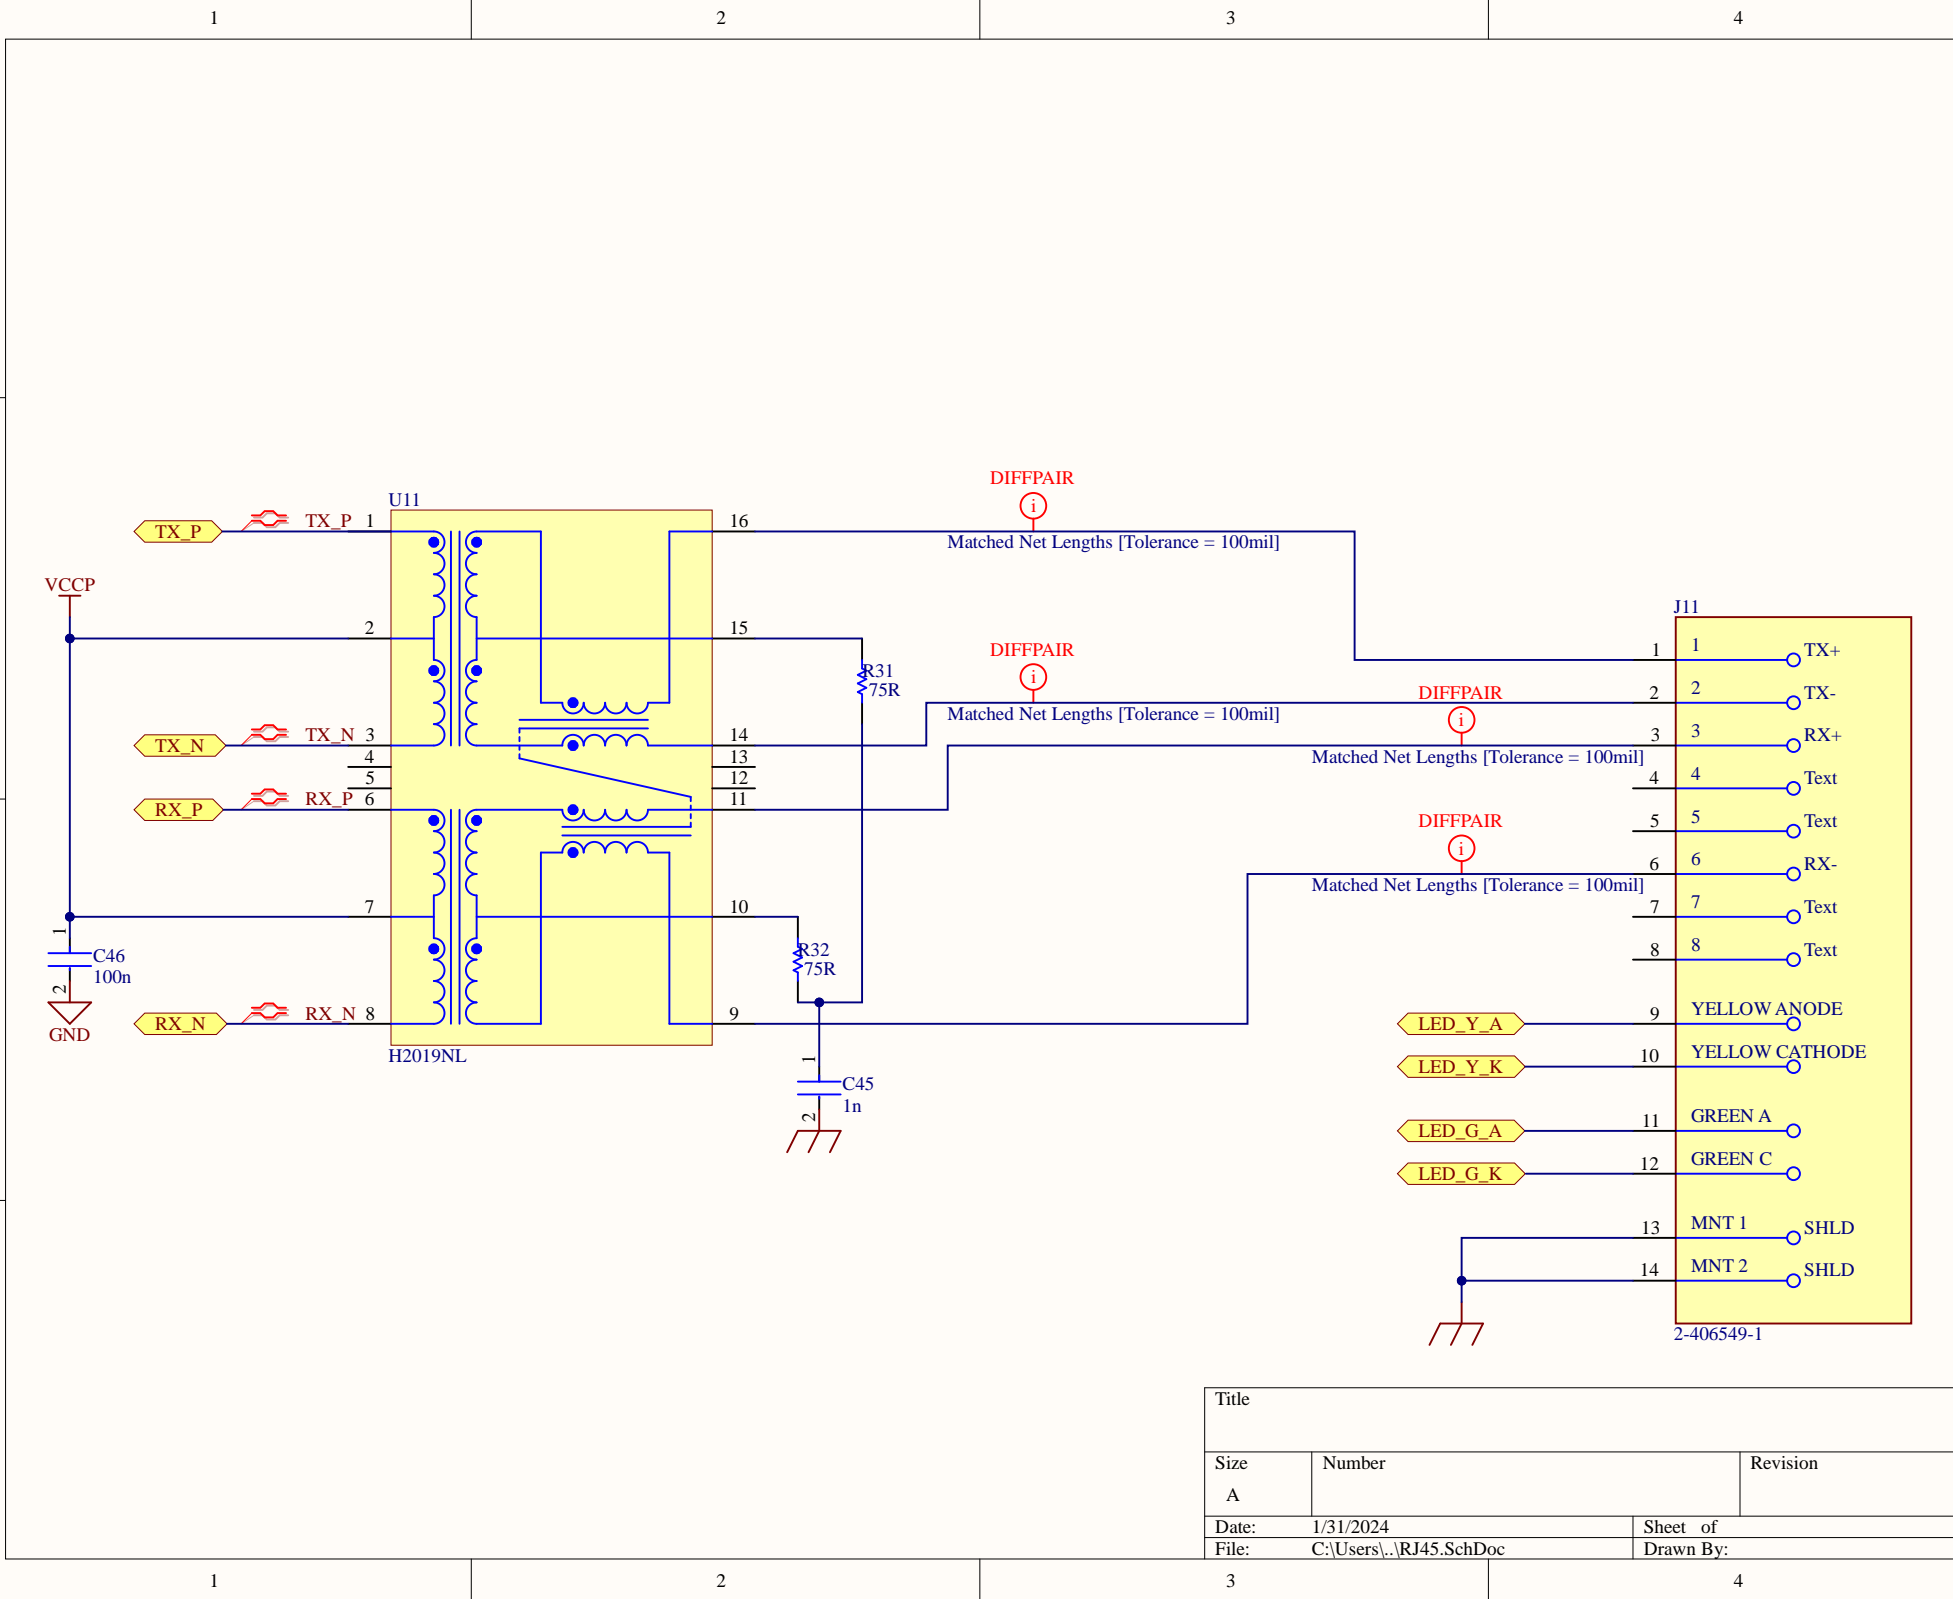 1 2 3 4
DIFFPAIR
i
Matched Net Lengths [Tolerance = 100mil]
U11
TX_P TX_P 1 16
VCCP
2 15
R31
75R
DIFFPAIR
i
Matched Net Lengths [Tolerance = 100mil]
TX_N TX_N 3 14
4 13
5 12
RX_P RX_P 6 11
DIFFPAIR
i
Matched Net Lengths [Tolerance = 100mil]
DIFFPAIR
i
Matched Net Lengths [Tolerance = 100mil]
7 10
R32
75R
1
C46
100n
2
GND
RX_N RX_N 8 9
H2019NL
1
C45
1n
2
J11
1 1 TX+
2 2 TX-
3 3 RX+
4 4 Text
5 5 Text
6 6 RX-
7 7 Text
8 8 Text
LED_Y_A 9 YELLOW ANODE
LED_Y_K 10 YELLOW CATHODE
LED_G_A 11 GREEN A
LED_G_K 12 GREEN C
13 MNT 1 SHLD
14 MNT 2 SHLD
2-406549-1
Title
Size Number Revision
A
Date: 1/31/2024 Sheet of
File: C:\Users\..\RJ45.SchDoc Drawn By:
1 2 3 4